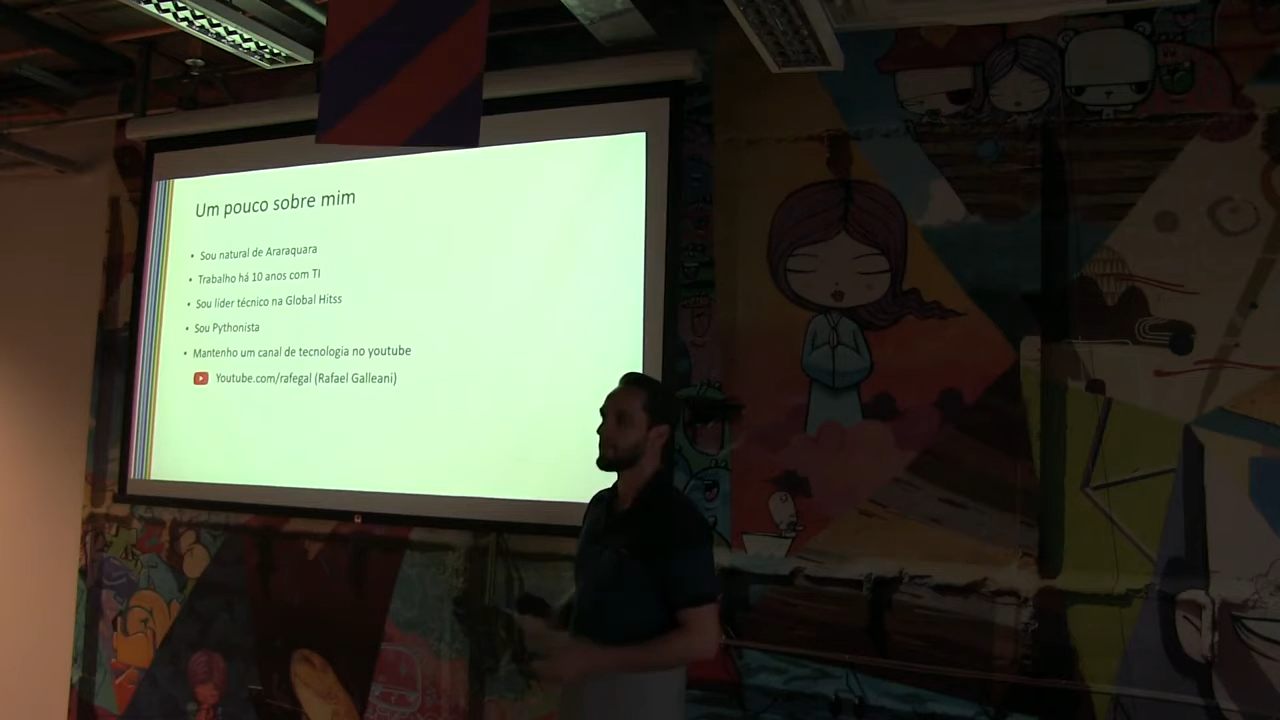 Um pouco sobre mim
• Sou natural de Araraquara
• Trabalho há 10 anos com TI
• Sou líder técnico na Global Hitss
• Sou Pythonista
• Mantenho um canal de tecnologia no youtube
Youtube.com/rafegal (Rafael Galleani)